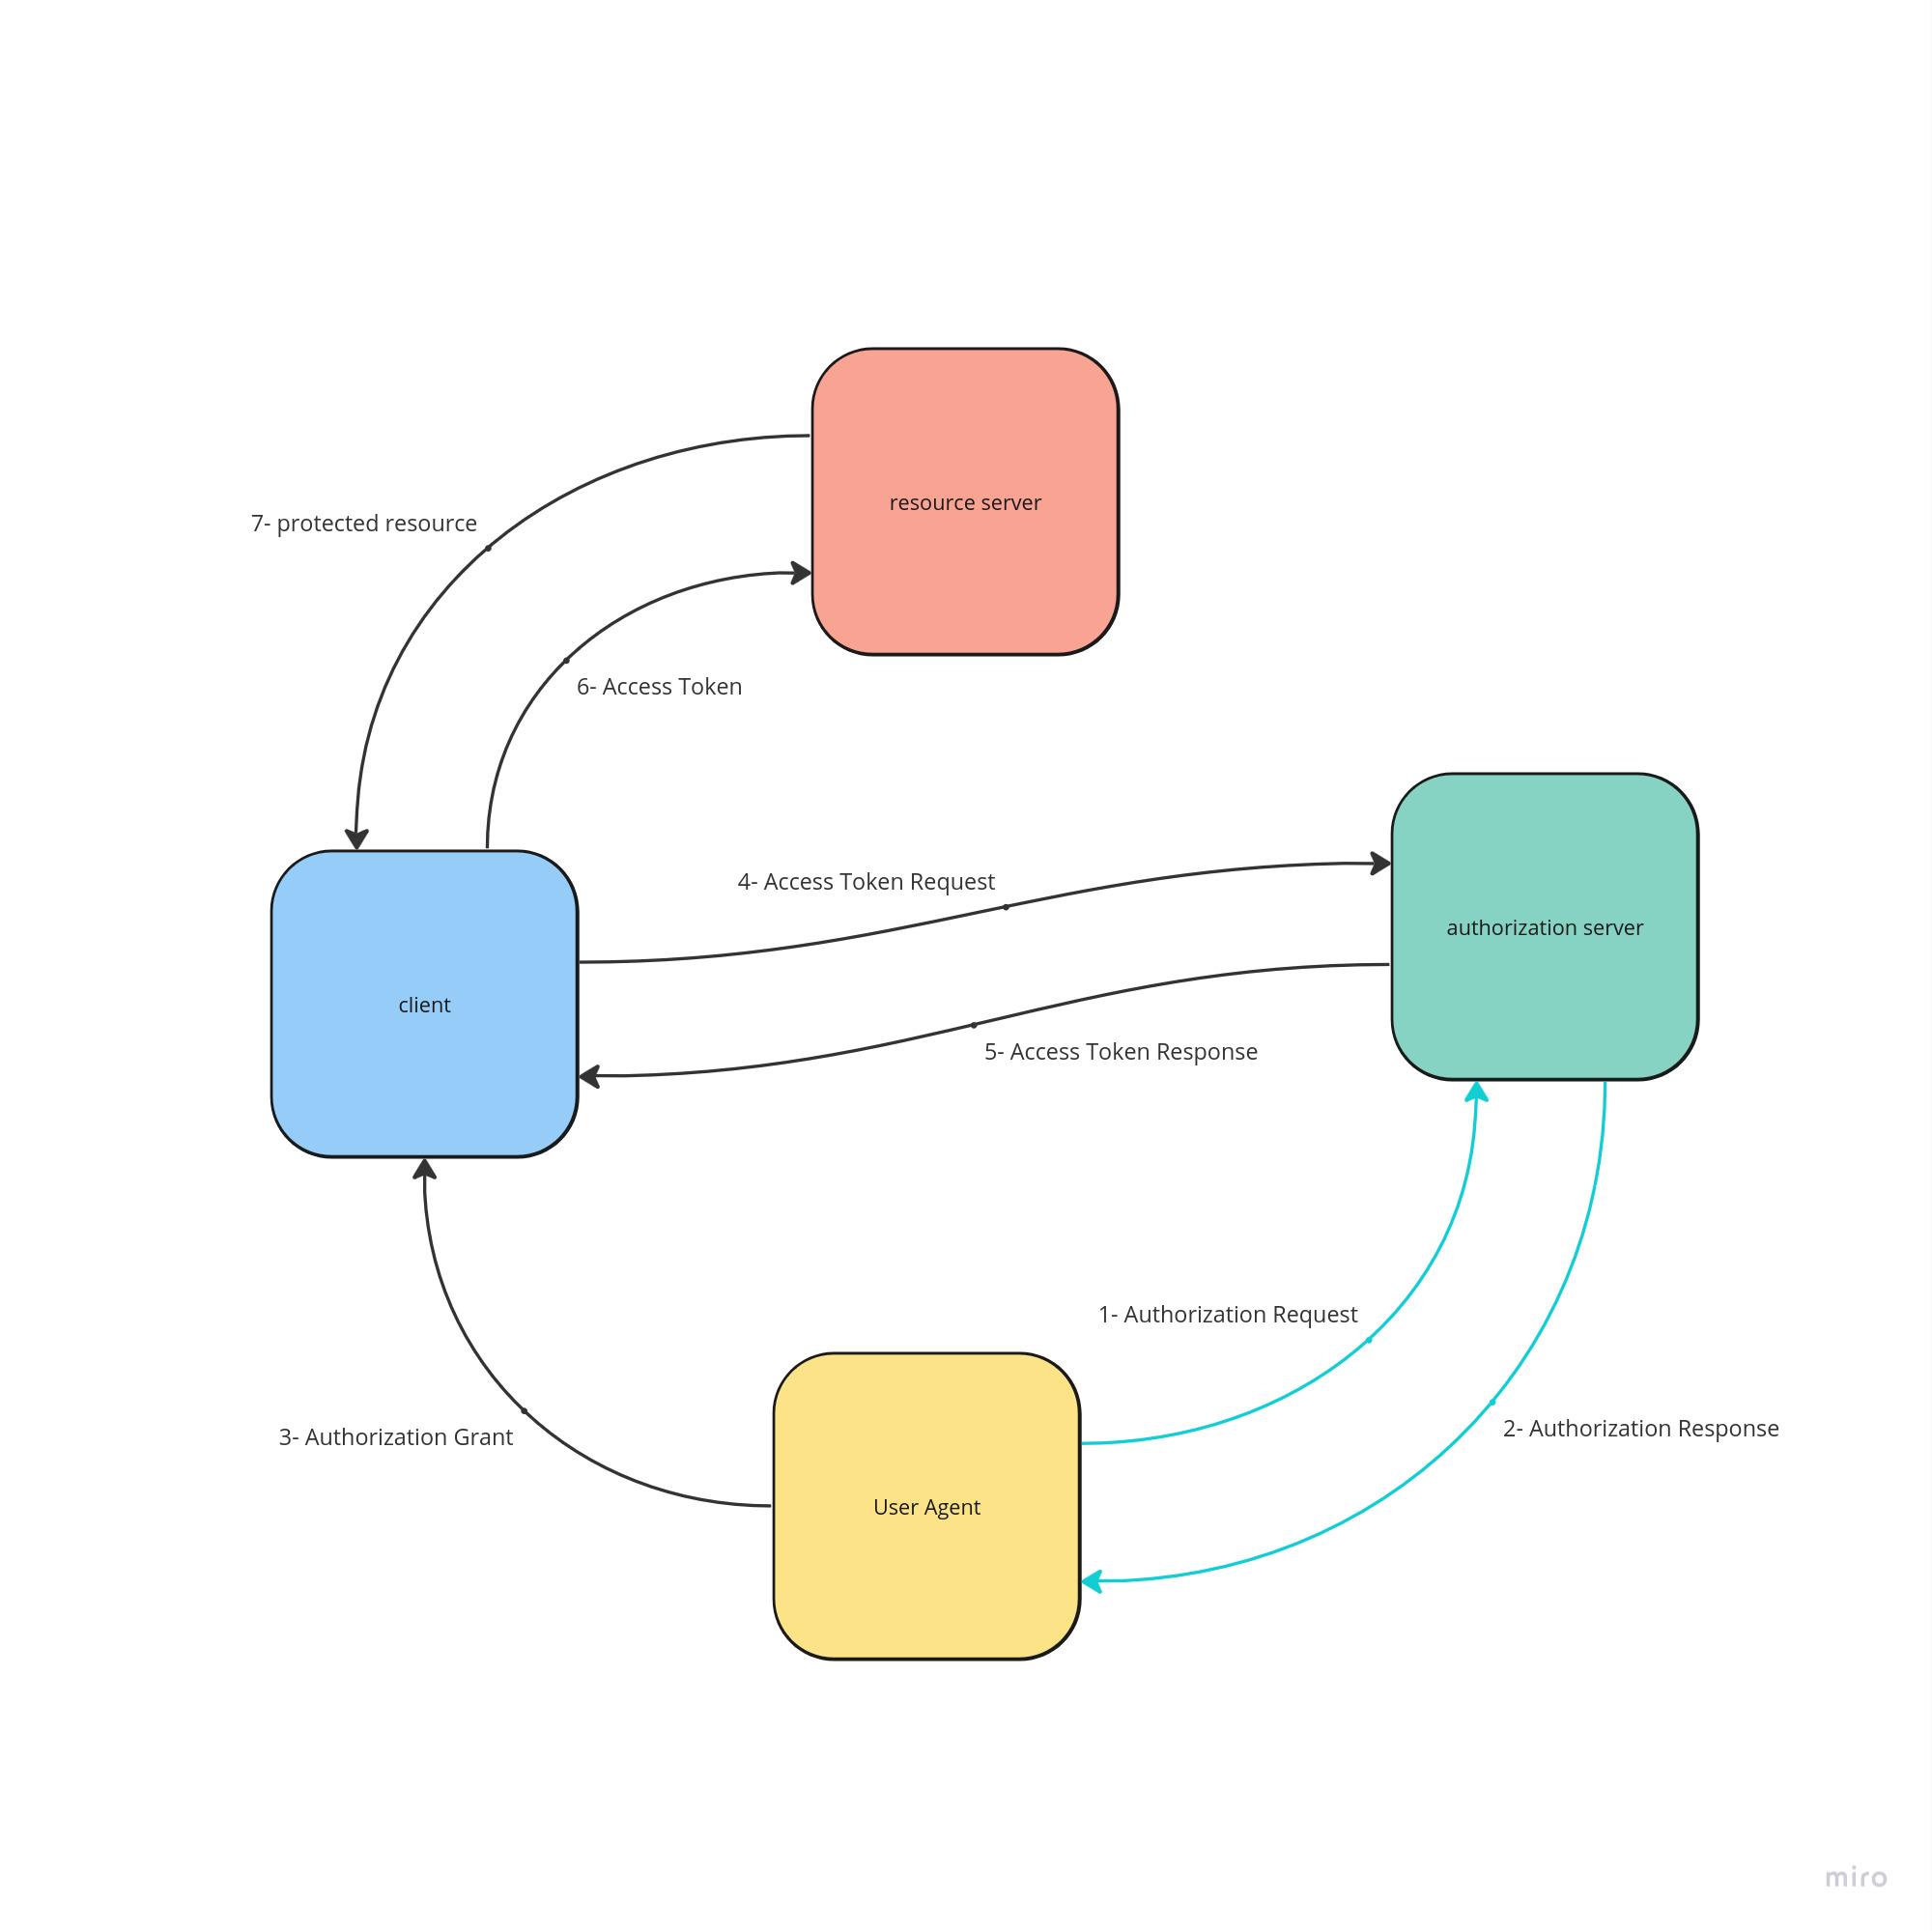 resource server
7- protected resource
6- Access Token
4- Access Token Request
authorization server
client
5- Access Token Response
1- Authorization Request
2- Authorization Response
3- Authorization Grant
User Agent
miro